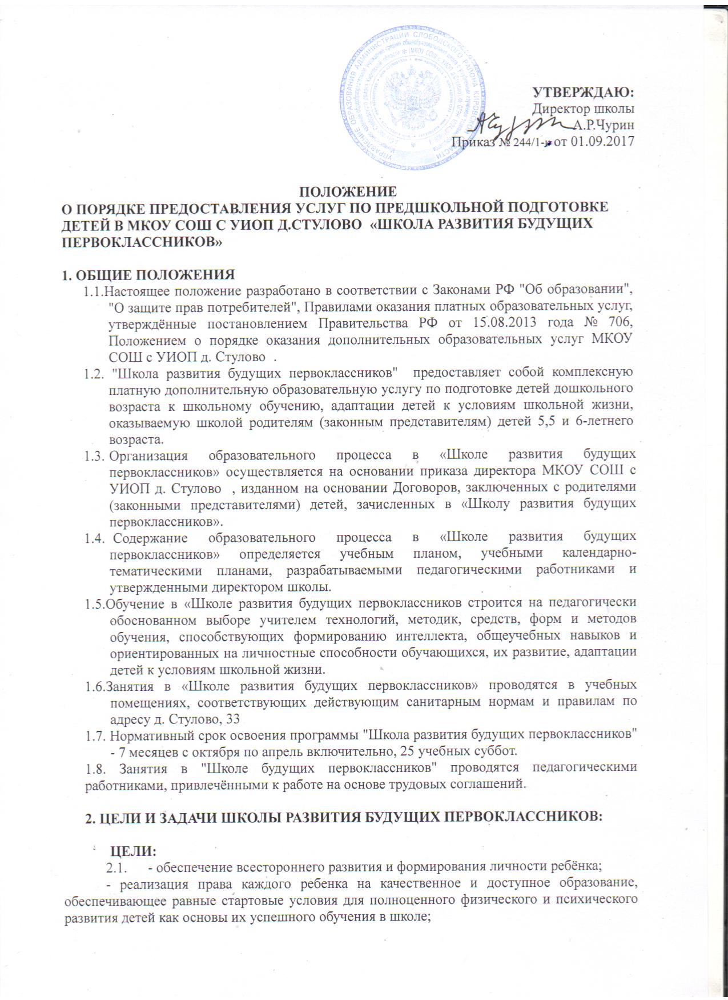 УПРАВЛЕНИЕ ОБРАЗОВАНИЯ АДМИНИСТРАЦИИ СЛОБОДСКОГО РАЙОНА КИРОВСКОЙ ОБЛАСТИ
УТВЕРЖДАЮ:
Директор школы
А.Р.Чурин
Приказ № 244/1- от 01.09.2017
ПОЛОЖЕНИЕ
О ПОРЯДКЕ ПРЕДОСТАВЛЕНИЯ УСЛУГ ПО ПРЕДШКОЛЬНОЙ ПОДГОТОВКЕ
ДЕТЕЙ В МКОУ СОШ С УИОП Д.СТУЛОВО «ШКОЛА РАЗВИТИЯ БУДУЩИХ
ПЕРВОКЛАССНИКОВ»
1. ОБЩИЕ ПОЛОЖЕНИЯ
1.1.Настоящее положение разработано в соответствии с Законами РФ "Об образовании",
"О защите прав потребителей", Правилами оказания платных образовательных услуг,
утверждённые постановлением Правительства РФ от 15.08.2013 года № 706,
Положением о порядке оказания дополнительных образовательных услуг МКОУ
СОШ с УИОП д. Стулово .
1.2. "Школа развития будущих первоклассников" предоставляет собой комплексную
платную дополнительную образовательную услугу по подготовке детей дошкольного
возраста к школьному обучению, адаптации детей к условиям школьной жизни,
оказываемую школой родителям (законным представителям) детей 5,5 и 6-летнего
возраста.
1.3. Организация образовательного процесса в «Школе развития будущих
первоклассников» осуществляется на основании приказа директора МКОУ СОШ с
УИОП д. Стулово , изданном на основании Договоров, заключенных с родителями
(законными представителями) детей, зачисленных в «Школу развития будущих
первоклассников».
1.4. Содержание образовательного процесса в «Школе развития будущих
первоклассников» определяется учебным планом, учебными календарно-
тематическими планами, разрабатываемыми педагогическими работниками и
утвержденными директором школы.
1.5.Обучение в «Школе развития будущих первоклассников строится на педагогически
обоснованном выборе учителем технологий, методик, средств, форм и методов
обучения, способствующих формированию интеллекта, общеучебных навыков и
ориентированных на личностные способности обучающихся, их развитие, адаптации
детей к условиям школьной жизни.
1.6.Занятия в «Школе развития будущих первоклассников» проводятся в учебных
помещениях, соответствующих действующим санитарным нормам и правилам по
адресу д. Стулово, 33
1.7. Нормативный срок освоения программы "Школа развития будущих первоклассников"
- 7 месяцев с октября по апрель включительно, 25 учебных суббот.
1.8. Занятия в "Школе будущих первоклассников" проводятся педагогическими
работниками, привлечёнными к работе на основе трудовых соглашений.
2. ЦЕЛИ И ЗАДАЧИ ШКОЛЫ РАЗВИТИЯ БУДУЩИХ ПЕРВОКЛАССНИКОВ:
ЦЕЛИ:
2.1. - обеспечение всестороннего развития и формирования личности ребёнка;
- реализация права каждого ребенка на качественное и доступное образование,
обеспечивающее равные стартовые условия для полноценного физического и психического
развития детей как основы их успешного обучения в школе;